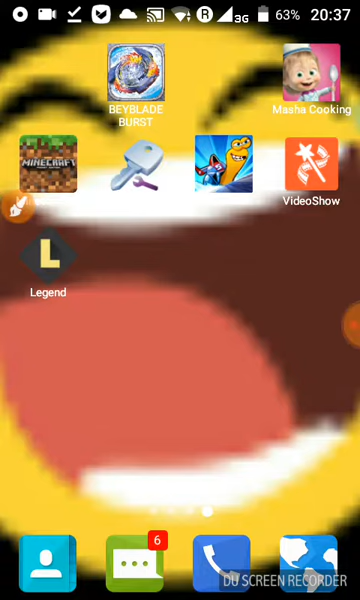 R
3G
63%
20:37
BEYBLADE
BURST
Masha Cooking
MINECRAFT
VideoShow
L
Legend
6
DU SCREEN RECORDER